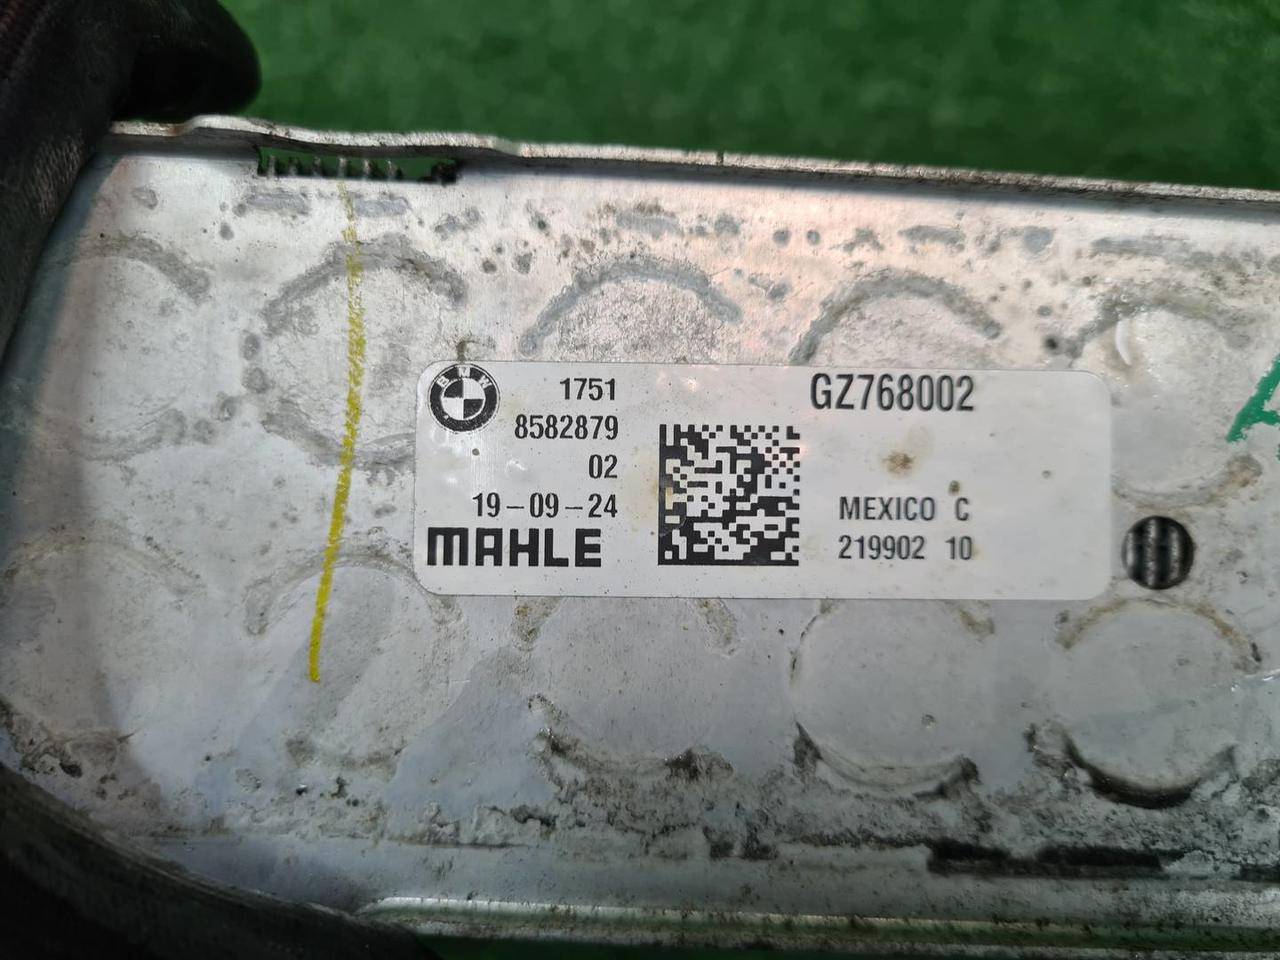 BMW
1751
8582879
02
19-09-24
MAHLE
GZ768002
MEXICO C
219902 10